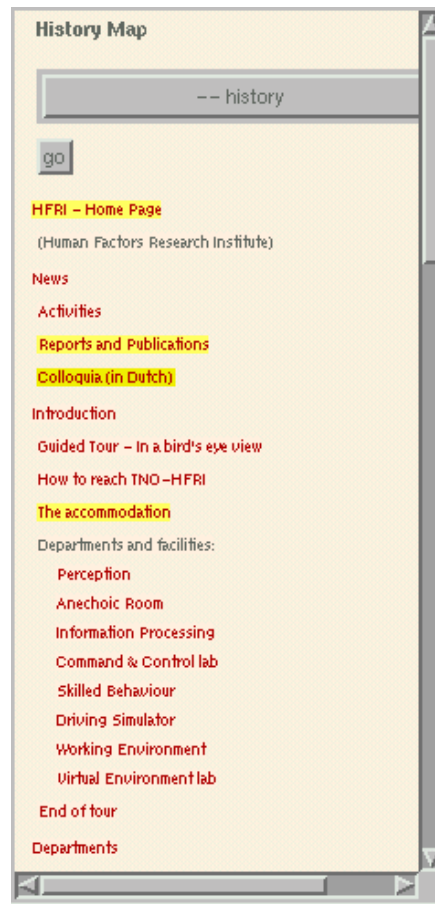 History Map
-- history
go
HFRI - Home Page
(Human Factors Research Institute)
News
Activities
Reports and Publications
Colloquia (in Dutch)
Introduction
Guided Tour - In a bird's eye view
How to reach TNO-HFRI
The accommodation
Departments and facilities:
Perception
Anechoic Room
Information Processing
Command & Control lab
Skilled Behaviour
Driving Simulator
Working Environment
Virtual Environment lab
End of tour
Departments